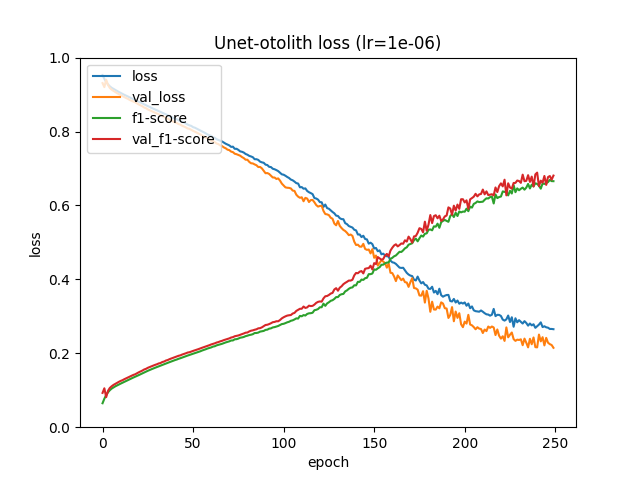 Unet-otolith loss (lr=1e-06)
1.0
0.8
0.6
0.4
0.2
0.0
loss
loss
val_loss
f1-score
val_f1-score
0 50 100 150 200 250
epoch